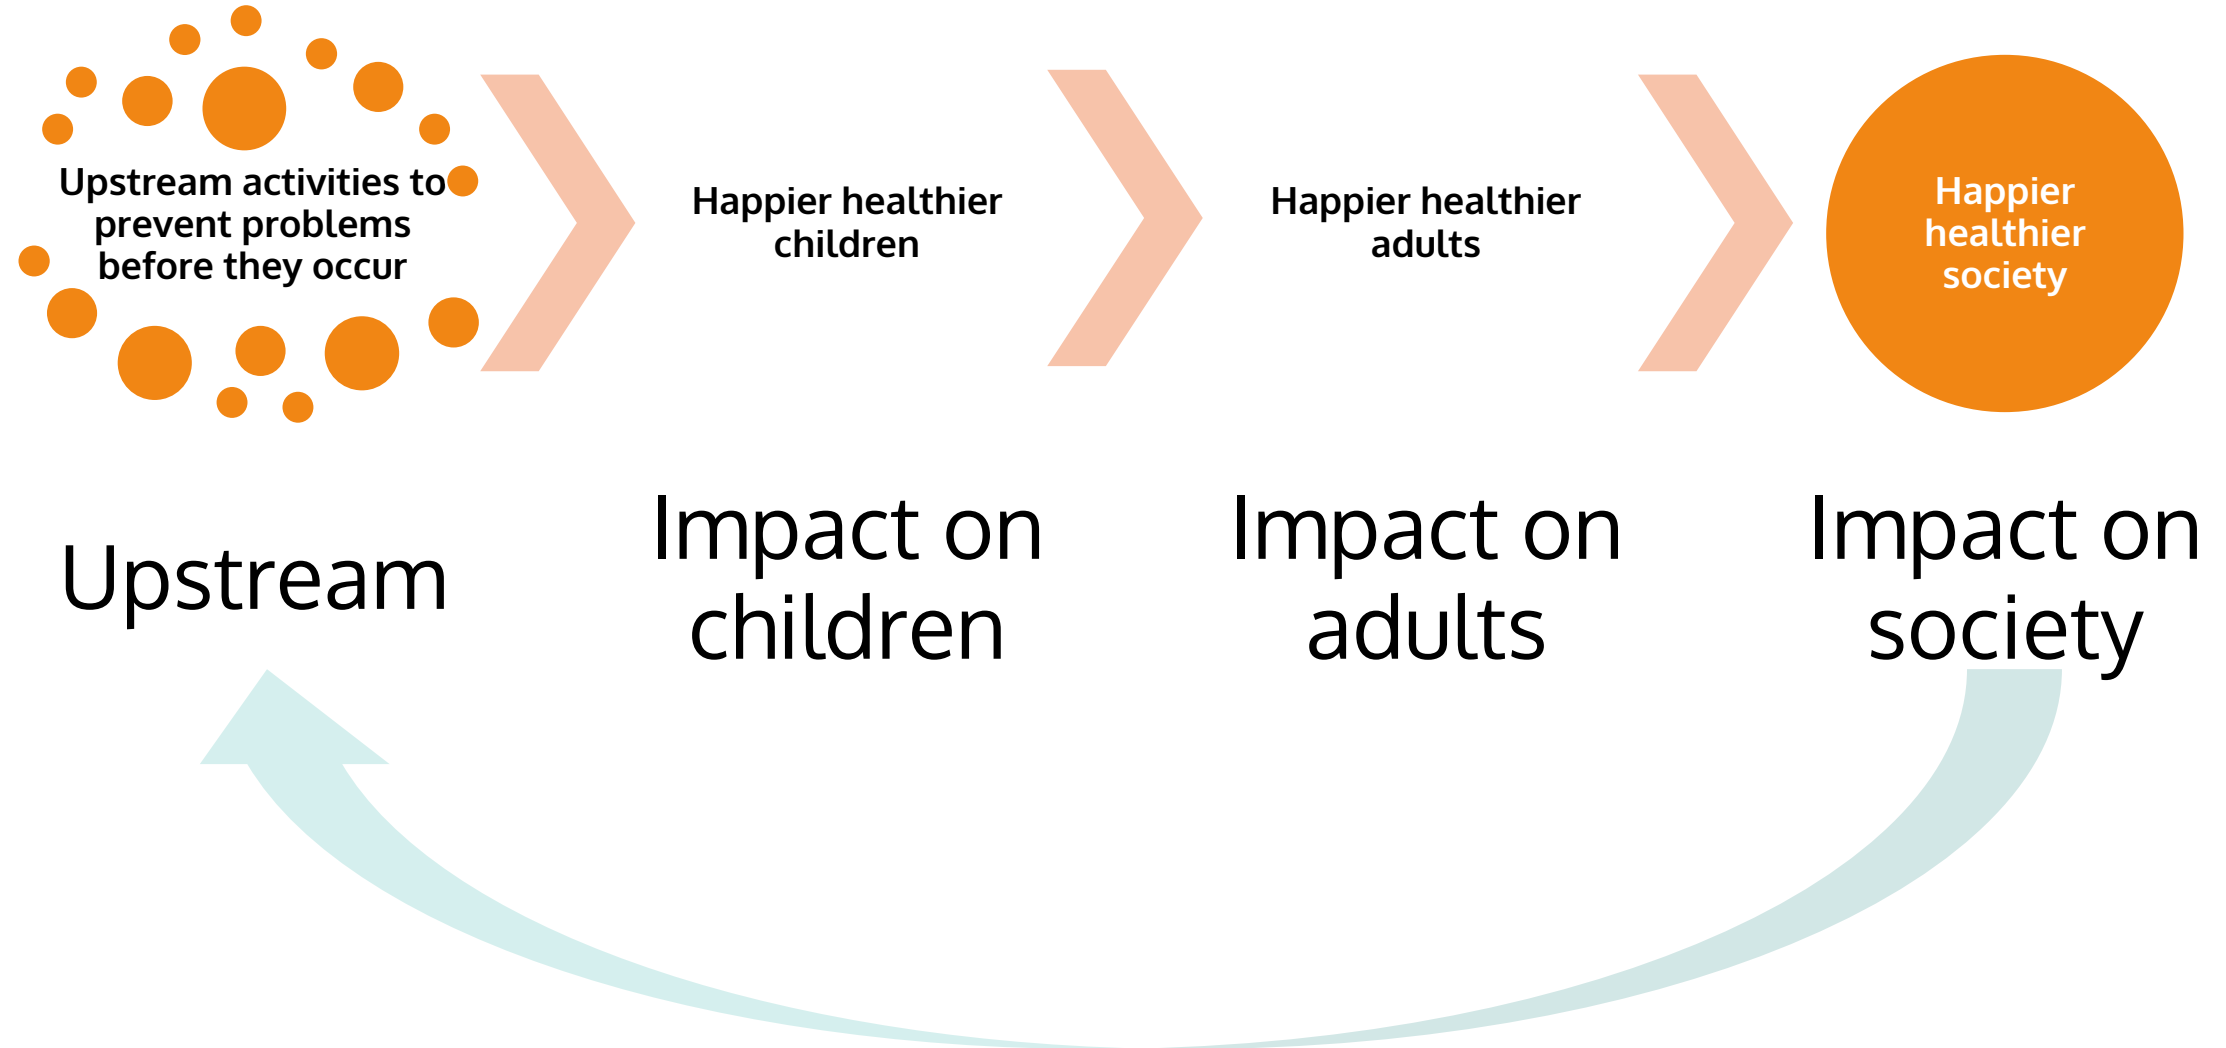 Upstream activities to
prevent problems
before they occur
Happier healthier
children
Happier healthier
adults
Happier
healthier
society
Upstream
Impact on
children
Impact on
adults
Impact on
society